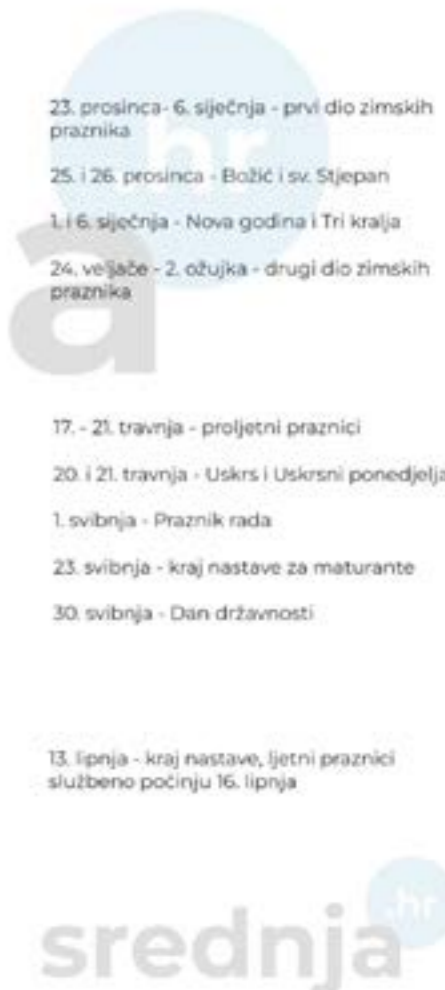 hr
a
23. prosinca- 6. siječnja - prvi dio zimskih
praznika
25. i 26. prosinca - Božić i sv. Stjepan
1. i 6. siječnja - Nova godina i Tri kralja
24. veljače - 2. ožujka - drugi dio zimskih
praznika
17. - 21. travnja - proljetni praznici
20. i 21. travnja - Uskrs i Uskrsni ponedjelja
1. svibnja - Praznik rada
23. svibnja - kraj nastave za maturante
30. svibnja - Dan državnosti
13. lipnja - kraj nastave, ljetni praznici
službeno počinju 16. lipnja
.hr
srednja